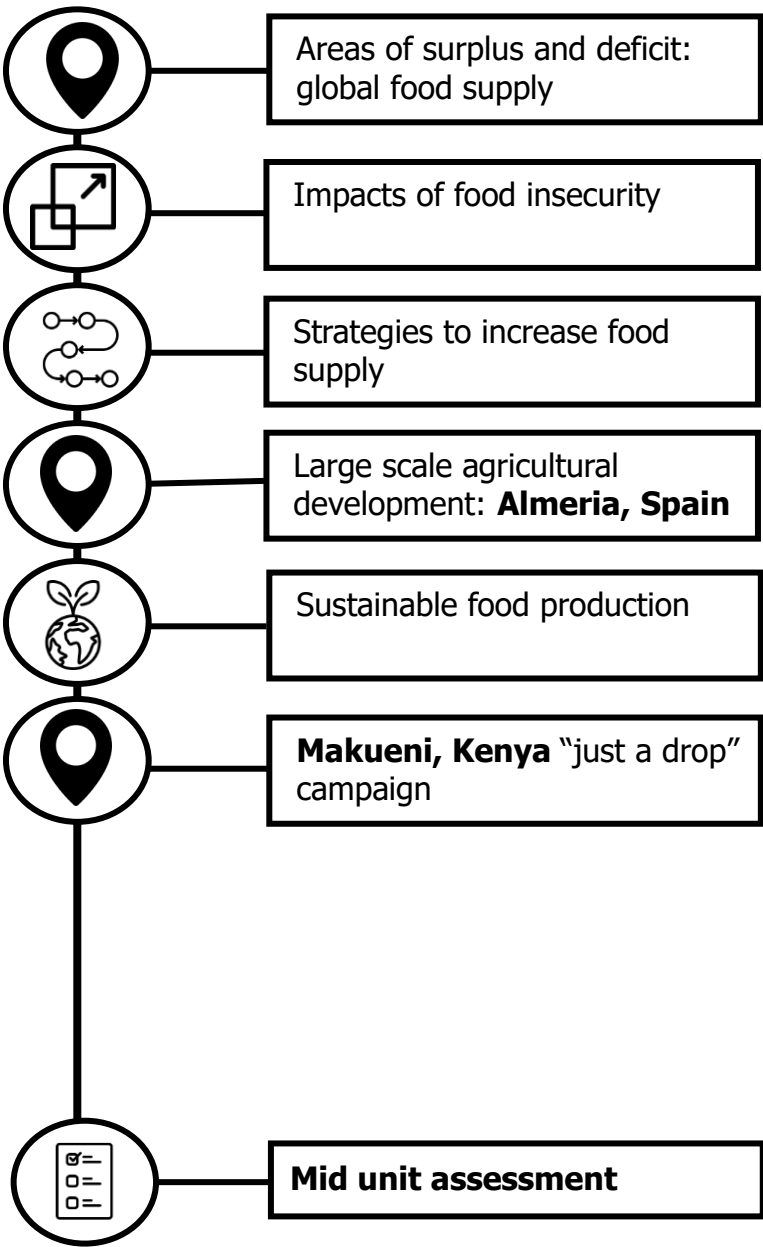 Areas of surplus and deficit:
global food supply
Impacts of food insecurity
Strategies to increase food
supply
Large scale agricultural
development: Almeria, Spain
Sustainable food production
Makueni, Kenya “just a drop”
campaign
Mid unit assessment